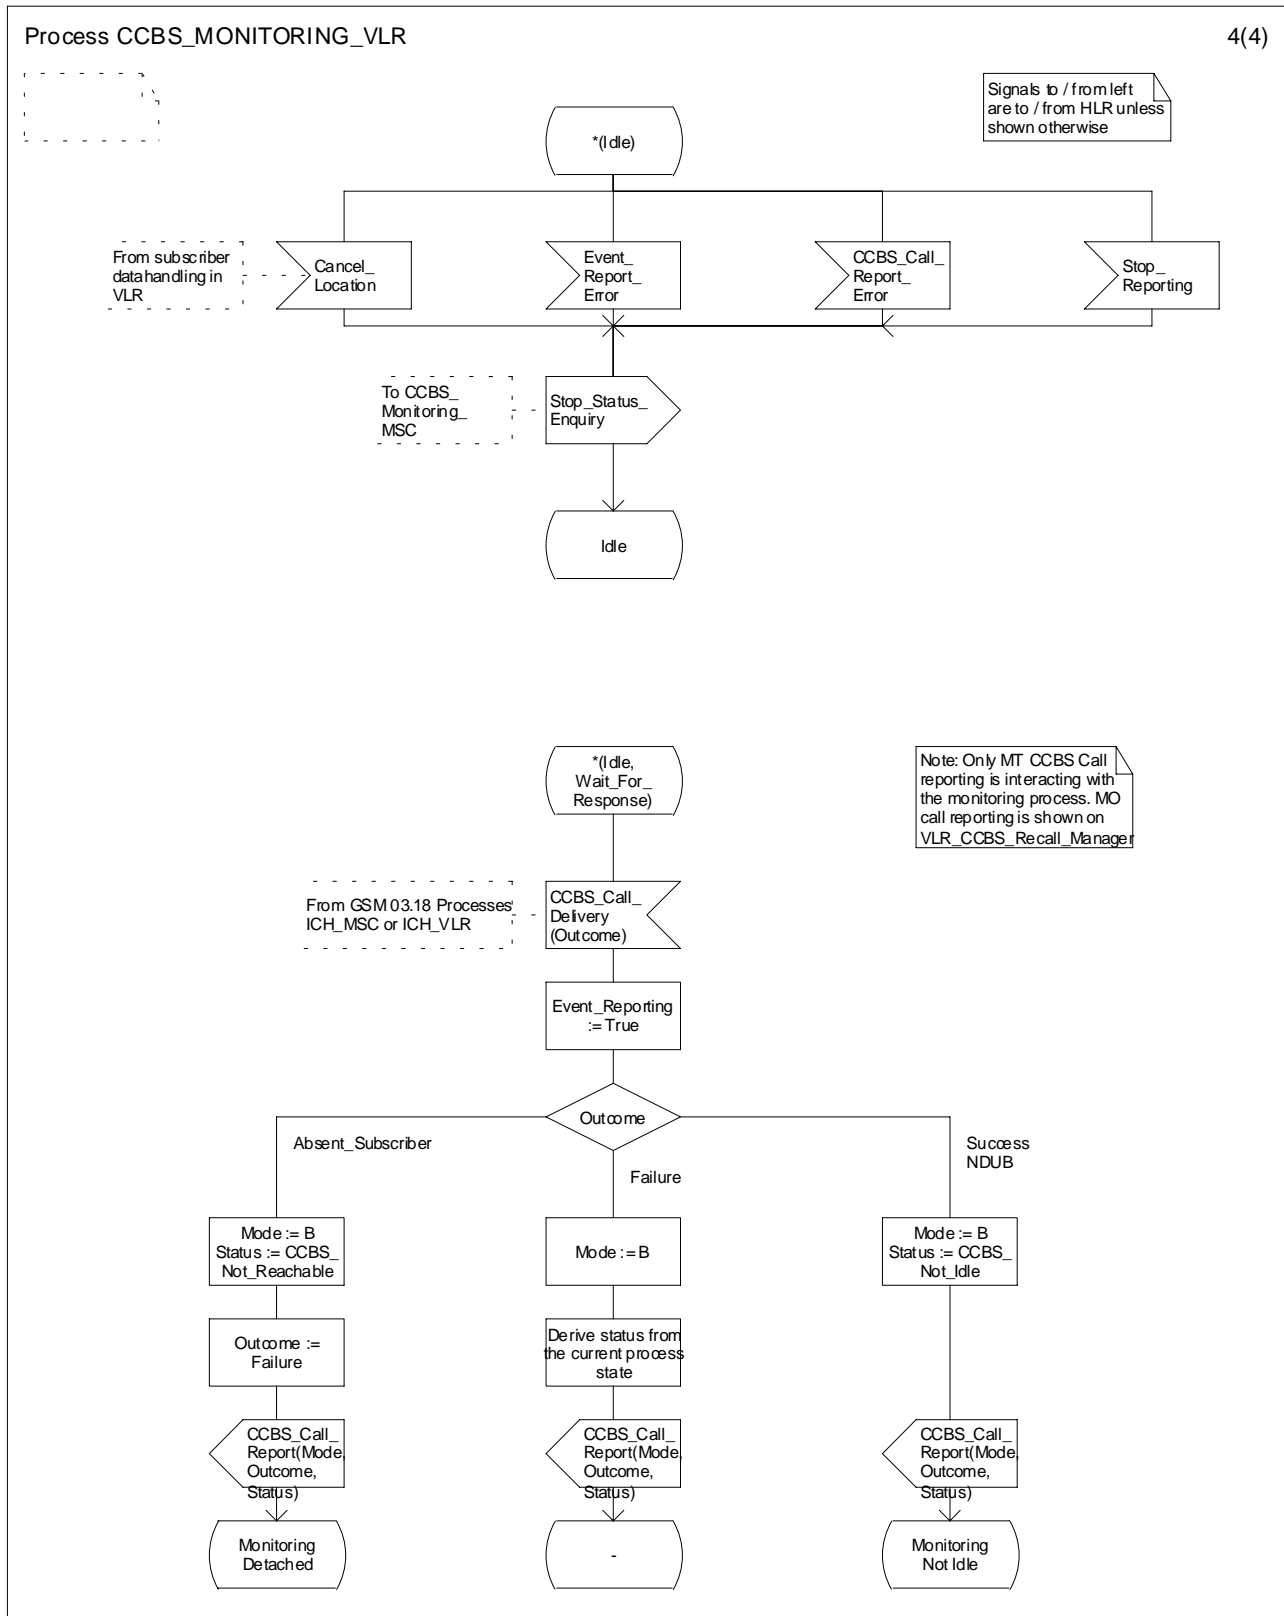 Process CCBS_MONITORING_VLR
4(4)
Signals to / from left
are to / from HLR unless
shown otherwise
*(Idle)
From subscriber
data handling in
VLR
Cancel_
Location
Event_
Report_
Error
CCBS_Call_
Report_
Error
Stop_
Reporting
To CCBS_
Monitoring_
MSC
Stop_Status_
Enquiry
Idle
*(Idle,
Wait_For_
Response)
Note: Only MT CCBS Call
reporting is interacting with
the monitoring process. MO
call reporting is shown on
VLR_CCBS_Recall_Manager
From GSM 03.18 Processes
ICH_MSC or ICH_VLR
CCBS_Call_
Delivery
(Outcome)
Event_Reporting
:= True
Outcome
Absent_Subscriber
Failure
Success
NDUB
Mode := B
Status := CCBS_
Not_Reachable
Mode := B
Mode := B
Status := CCBS_
Not_Idle
Outcome :=
Failure
Derive status from
the current process
state
CCBS_Call_
Report(Mode,
Outcome,
Status)
CCBS_Call_
Report(Mode,
Outcome,
Status)
CCBS_Call_
Report(Mode,
Outcome,
Status)
Monitoring
Detached
-
Monitoring
Not Idle